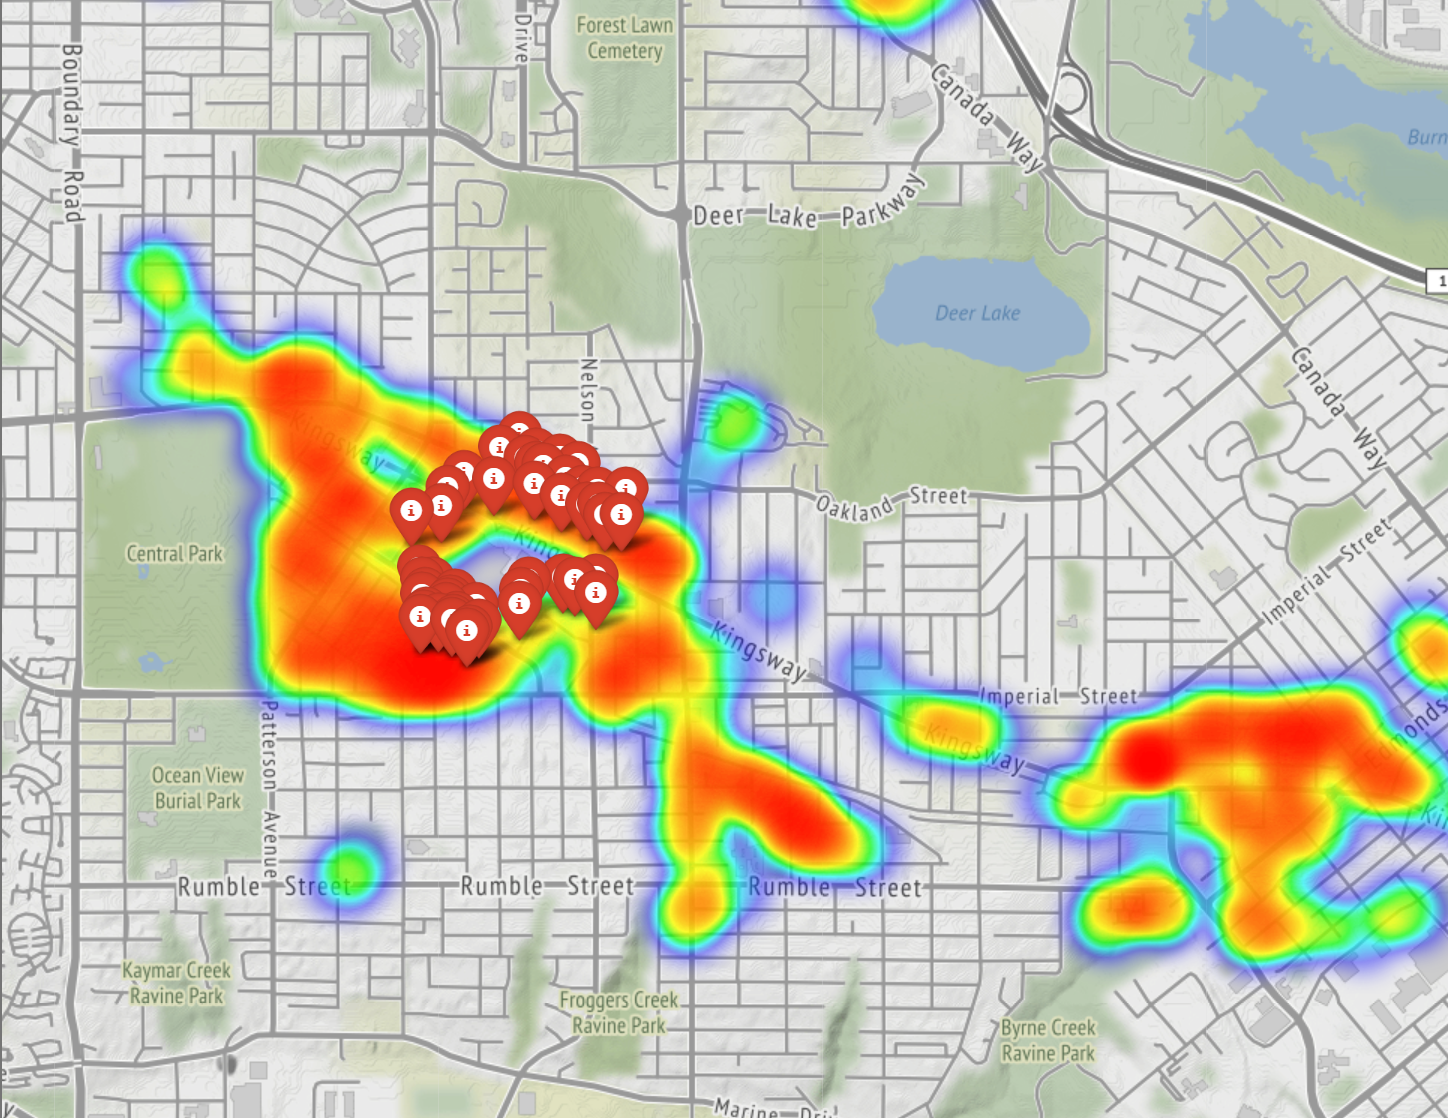 Forest Lawn
Cemetery
Drive
Boundary
Road
Canada
Way
Burn
Deer Lake Parkway
1
Deer Lake
Nelson
Canada
Way
Kingsway
Oakland Street
Central Park
King
Imperial Street
Kingsway
Imperial Street
Kingsway
Edmonds
Patterson
Avenue
Ocean View
Burial Park
Rumble Street
Rumble Street
Rumble Street
Kaymar Creek
Ravine Park
Froggers Creek
Ravine Park
Byrne Creek
Ravine Park
Marine Dri